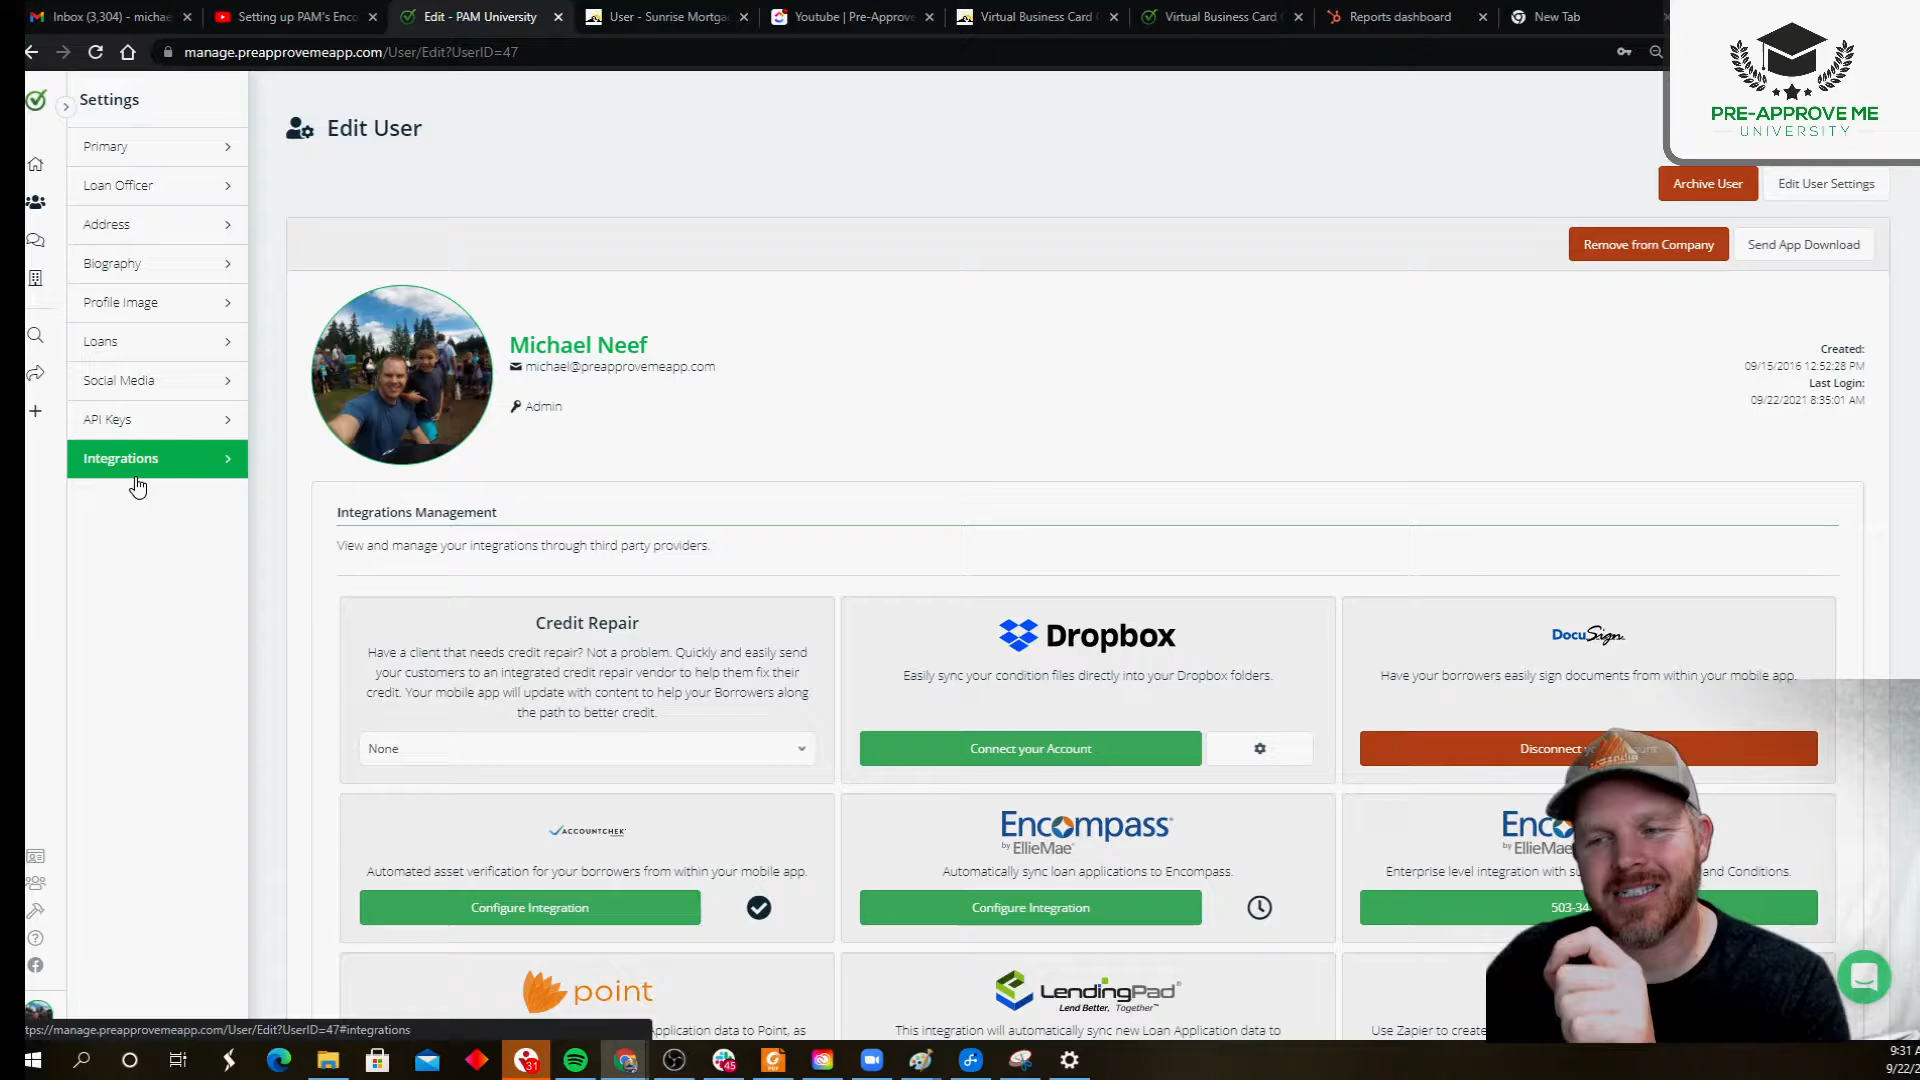 Inbox (3,304) - michae
Setting up PAM's Enco
Edit - PAM University
User - Sunrise Mortga
Youtube | Pre-Approve
Virtual Business Card
Virtual Business Card
Reports dashboard
New Tab
manage.preapprovemeapp.com/User/Edit?UserID=47
PRE-APPROVE ME
UNIVERSITY
Settings
Primary
Loan Officer
Address
Biography
Profile Image
Loans
Social Media
API Keys
Integrations
Edit User
Archive User
Edit User Settings
Remove from Company
Send App Download
Michael Neef
michael@preapprovemeapp.com
Admin
Created:
09/15/2016 12:52:28 PM
Last Login:
09/22/2021 8:35:01 AM
Integrations Management
View and manage your integrations through third party providers.
Credit Repair
Have a client that needs credit repair? Not a problem. Quickly and easily send
your customers to an integrated credit repair vendor to help them fix their
credit. Your mobile app will update with content to help your Borrowers along
the path to better credit.
None
Dropbox
Easily sync your condition files directly into your Dropbox folders.
Connect your Account
DocuSign
Have your borrowers easily sign documents from within your mobile app.
Disconnect
ACCOUNTCHEK
Automated asset verification for your borrowers from within your mobile app.
Configure Integration
Encompass
by EllieMae
Automatically sync loan applications to Encompass.
Configure Integration
Enco
by EllieMae
Enterprise level integration with su
nd Conditions.
503-34
point
Application data to Point, as
LendingPad
Lend Better, Together
This integration will automatically sync new Loan Application data to
Use Zapier to create
tps://manage.preapprovemeapp.com/User/Edit?UserID=47#integrations
31
45
9:31 A
9/22/2